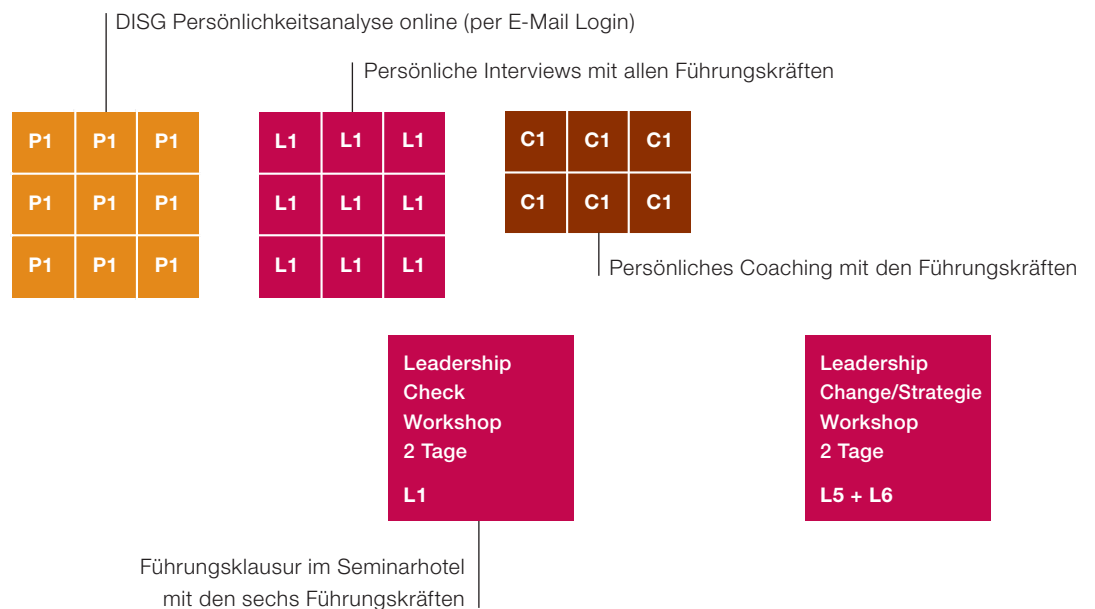 DISG Persönlichkeitsanalyse online (per E-Mail Login)
Persönliche Interviews mit allen Führungskräften
P1 P1 P1
P1 P1 P1
P1 P1 P1
L1 L1 L1
L1 L1 L1
L1 L1 L1
C1 C1 C1
C1 C1 C1
Persönliches Coaching mit den Führungskräften
Leadership
Check
Workshop
2 Tage
L1
Leadership
Change/Strategie
Workshop
2 Tage
L5 + L6
Führungsklausur im Seminarhotel
mit den sechs Führungskräften